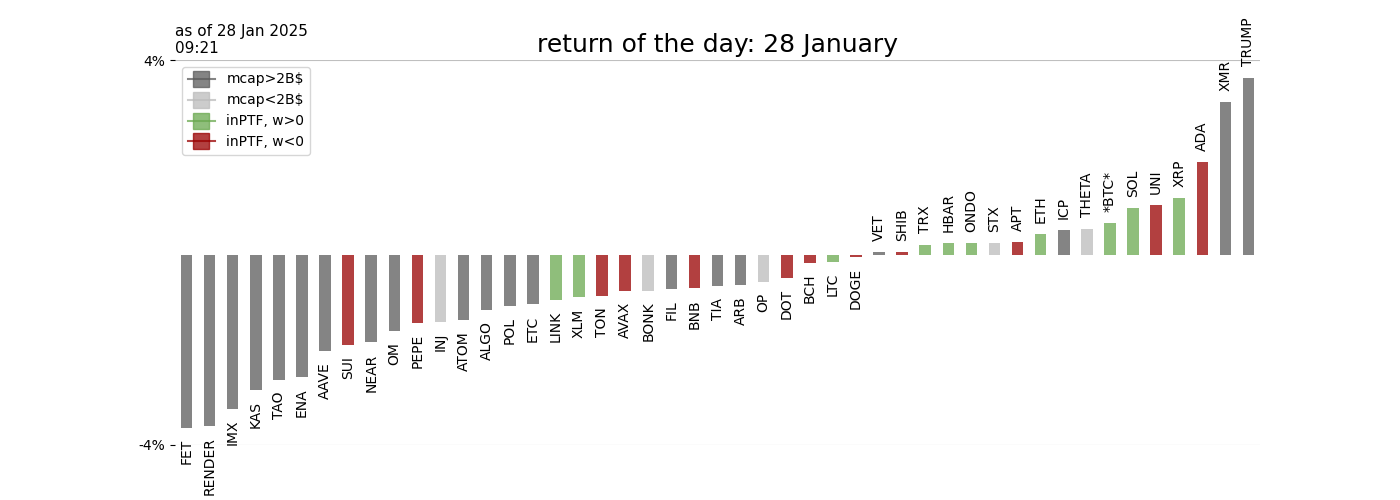 as of 28 Jan 2025
09:21
return of the day: 28 January
4%
mcap>2B$
mcap<2B$
inPTF, w>0
inPTF, w<0
-4%
FET
RENDER
IMX
KAS
TAO
ENA
AAVE
SUI
NEAR
OM
PEPE
INJ
ATOM
ALGO
POL
ETC
LINK
XLM
TON
AVAX
BONK
FIL
BNB
TIA
ARB
OP
DOT
BCH
LTC
DOGE
VET
SHIB
TRX
HBAR
ONDO
STX
APT
ETH
ICP
THETA
*BTC*
SOL
UNI
XRP
ADA
XMR
TRUMP